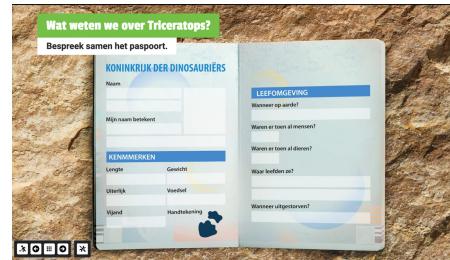 Wat weten we over Triceratops?
Bespreek samen het paspoort.
KONINKRIJK DER DINOSAURIËRS
Naam
Mijn naam betekent
KENMERKEN
Lengte Gewicht
Uiterlijk Voedsel
Vijand Handtekening
LEEFOMGEVING
Wanneer op aarde?
Waren er toen al mensen?
Waren er toen al dieren?
Waar leefden ze?
Wanneer uitgestorven?